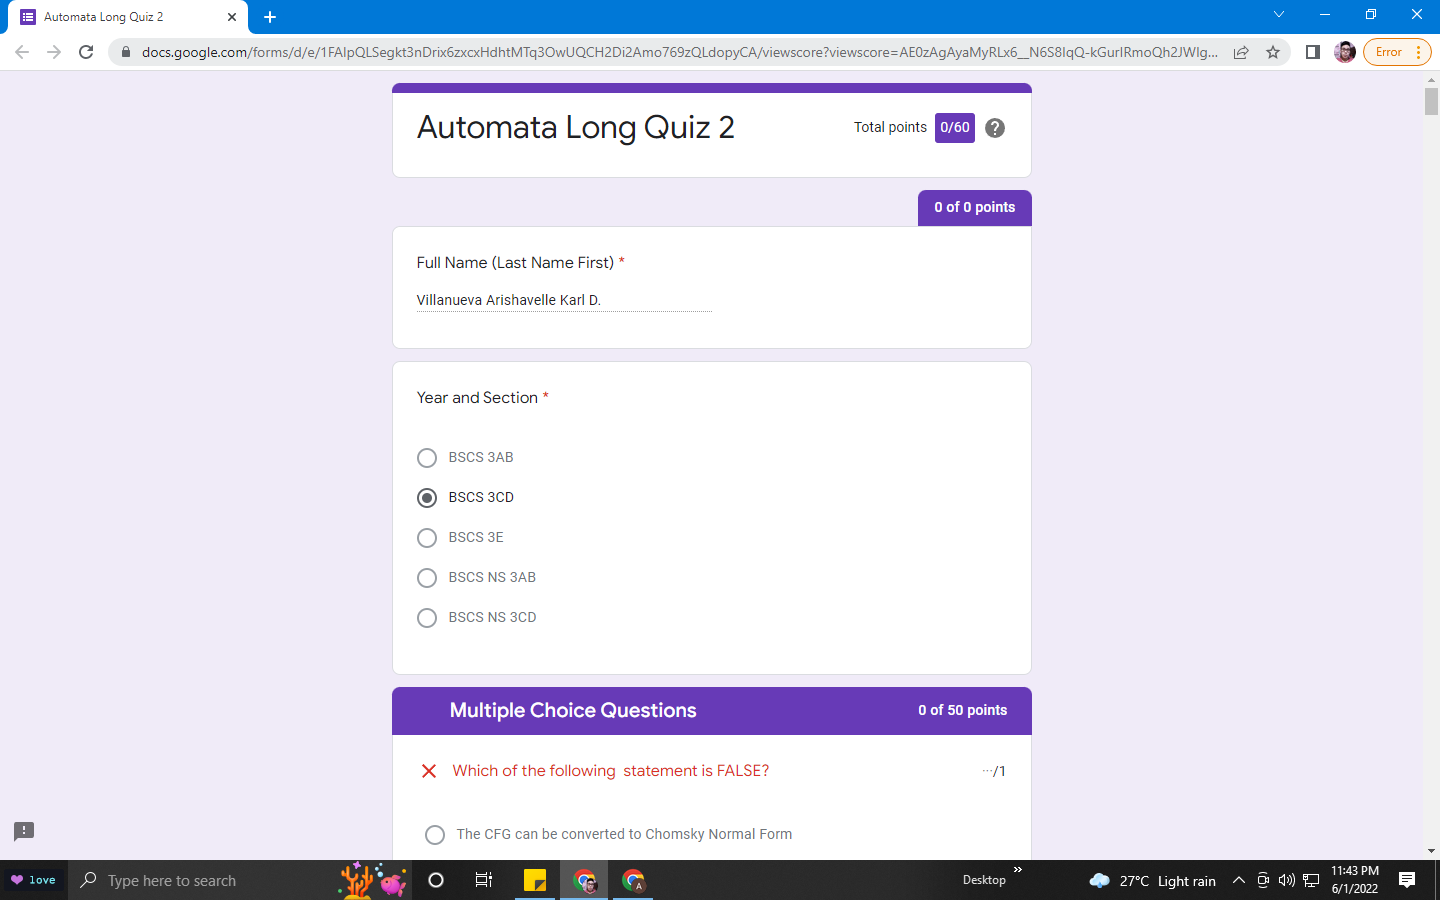 Automata Long Quiz 2
docs.google.com/forms/d/e/1FAIpQLSegkt3nDrix6zxcxHdhtMTq3OwUQCH2Di2Amo769zQLdopyCA/viewscore?viewscore=AE0zAgAyaMyRLx6__N6S8IqQ-kGurIRmoQh2JWIg...
Error
Automata Long Quiz 2
Total points 0/60
0 of 0 points
Full Name (Last Name First) *
Villanueva Arishavelle Karl D.
Year and Section *
BSCS 3AB
BSCS 3CD
BSCS 3E
BSCS NS 3AB
BSCS NS 3CD
Multiple Choice Questions 0 of 50 points
Which of the following statement is FALSE? ···/1
The CFG can be converted to Chomsky Normal Form
love
Type here to search
A
Desktop
27°C Light rain
11:43 PM
6/1/2022